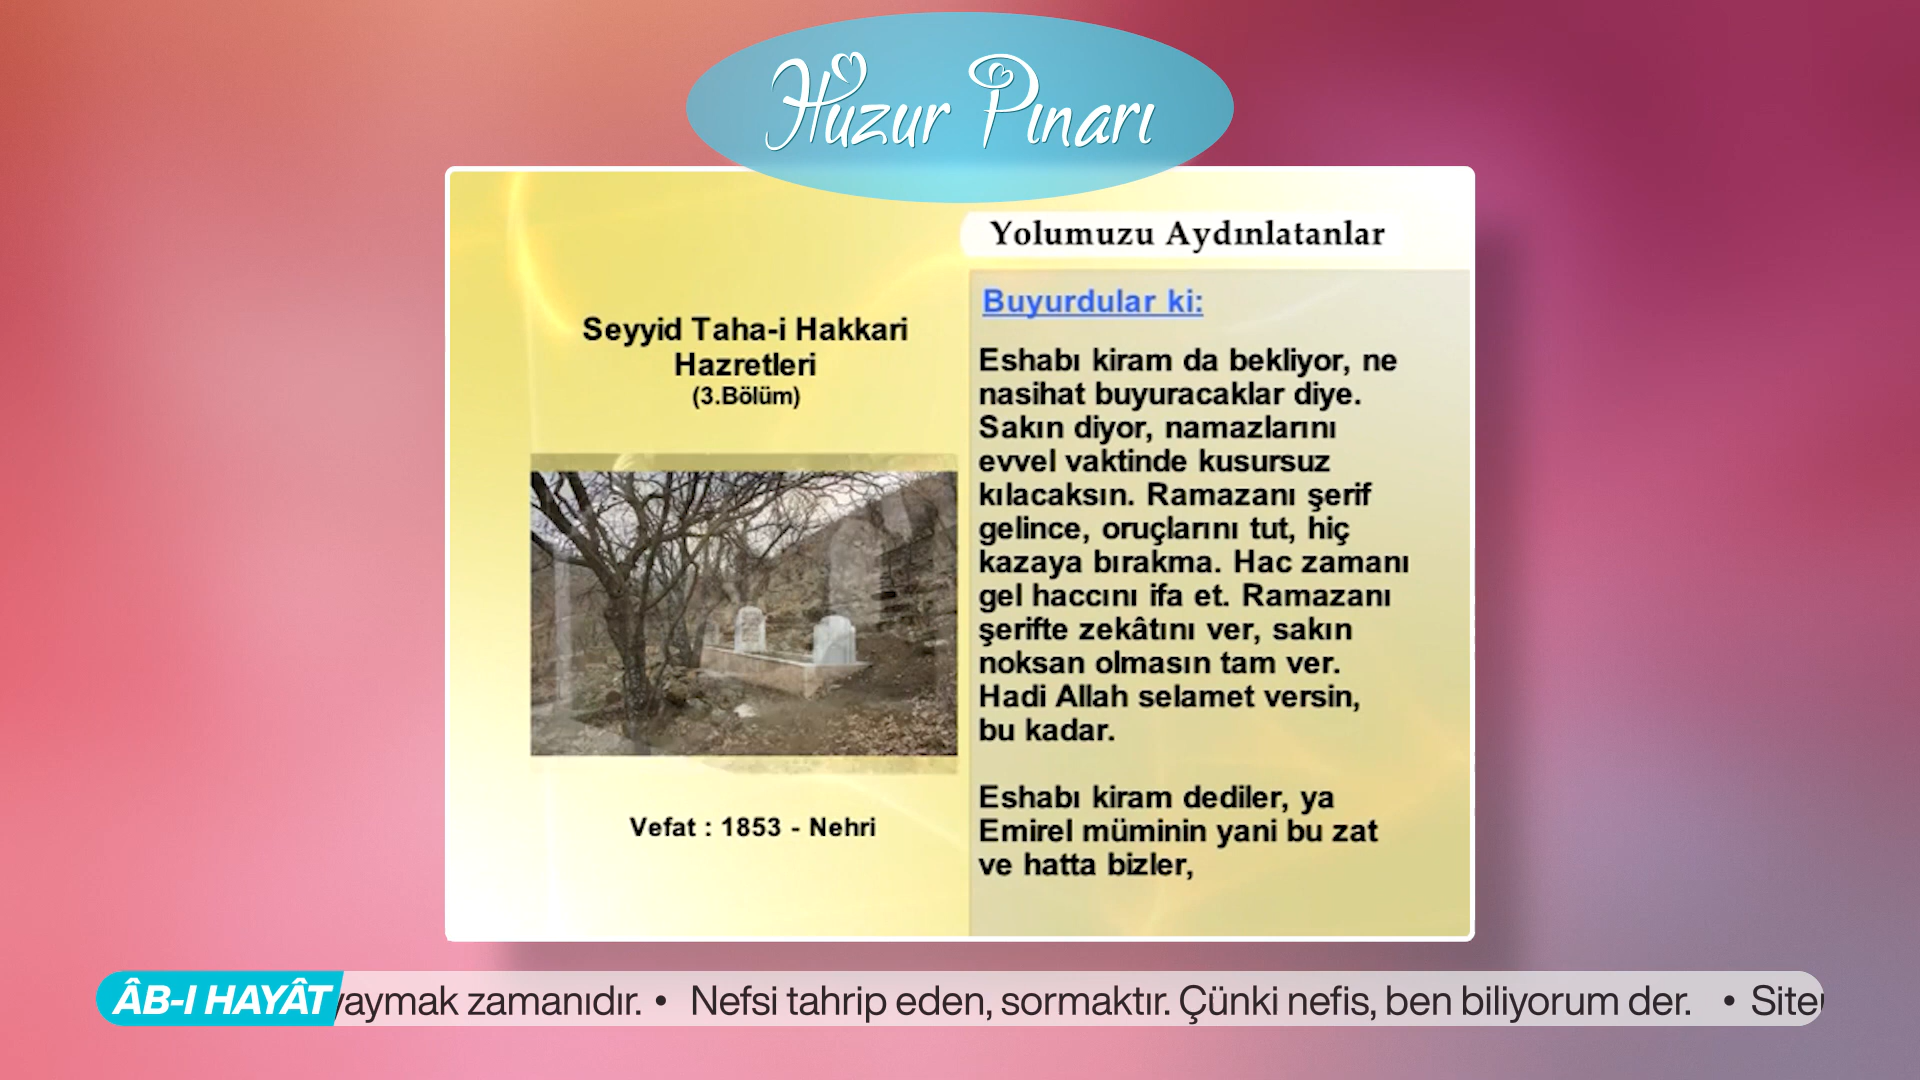 Huzur Pınarı
Yolumuzu Aydınlatanlar
Seyyid Taha-i Hakkari
Hazretleri
(3.Bölüm)
Vefat : 1853 - Nehri
Buyurdular ki:
Eshabı kiram da bekliyor, ne
nasihat buyuracaklar diye.
Sakın diyor, namazlarını
evvel vaktinde kusursuz
kılacaksın. Ramazanı şerif
gelince, oruçlarını tut, hiç
kazaya bırakma. Hac zamanı
gel haccını ifa et. Ramazanı
şerifte zekâtını ver, sakın
noksan olmasın tam ver.
Hadi Allah selamet versin,
bu kadar.
Eshabı kiram dediler, ya
Emirel müminin yani bu zat
ve hatta bizler,
ÂB-I HAYÂT yaymak zamanıdır. • Nefsi tahrip eden, sormaktır. Çünki nefis, ben biliyorum der. •